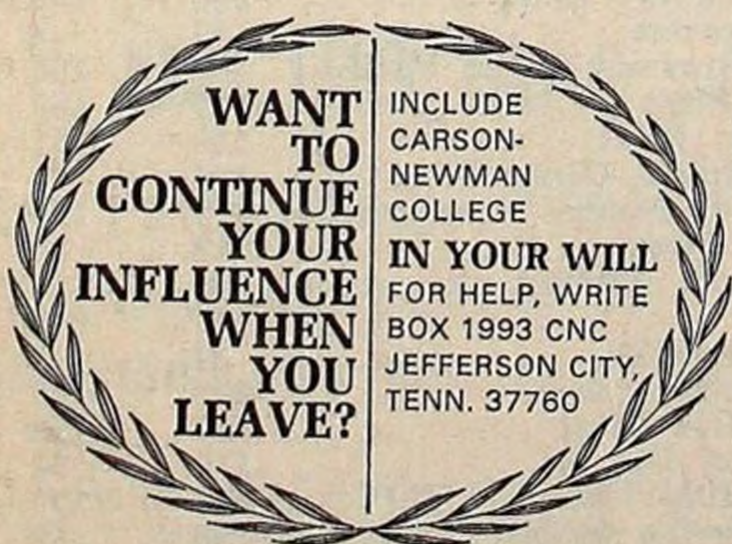 WANT
TO
CONTINUE
YOUR
INFLUENCE
WHEN
YOU
LEAVE?
INCLUDE
CARSON-
NEWMAN
COLLEGE
IN YOUR WILL
FOR HELP, WRITE
BOX 1993 CNC
JEFFERSON CITY,
TENN. 37760